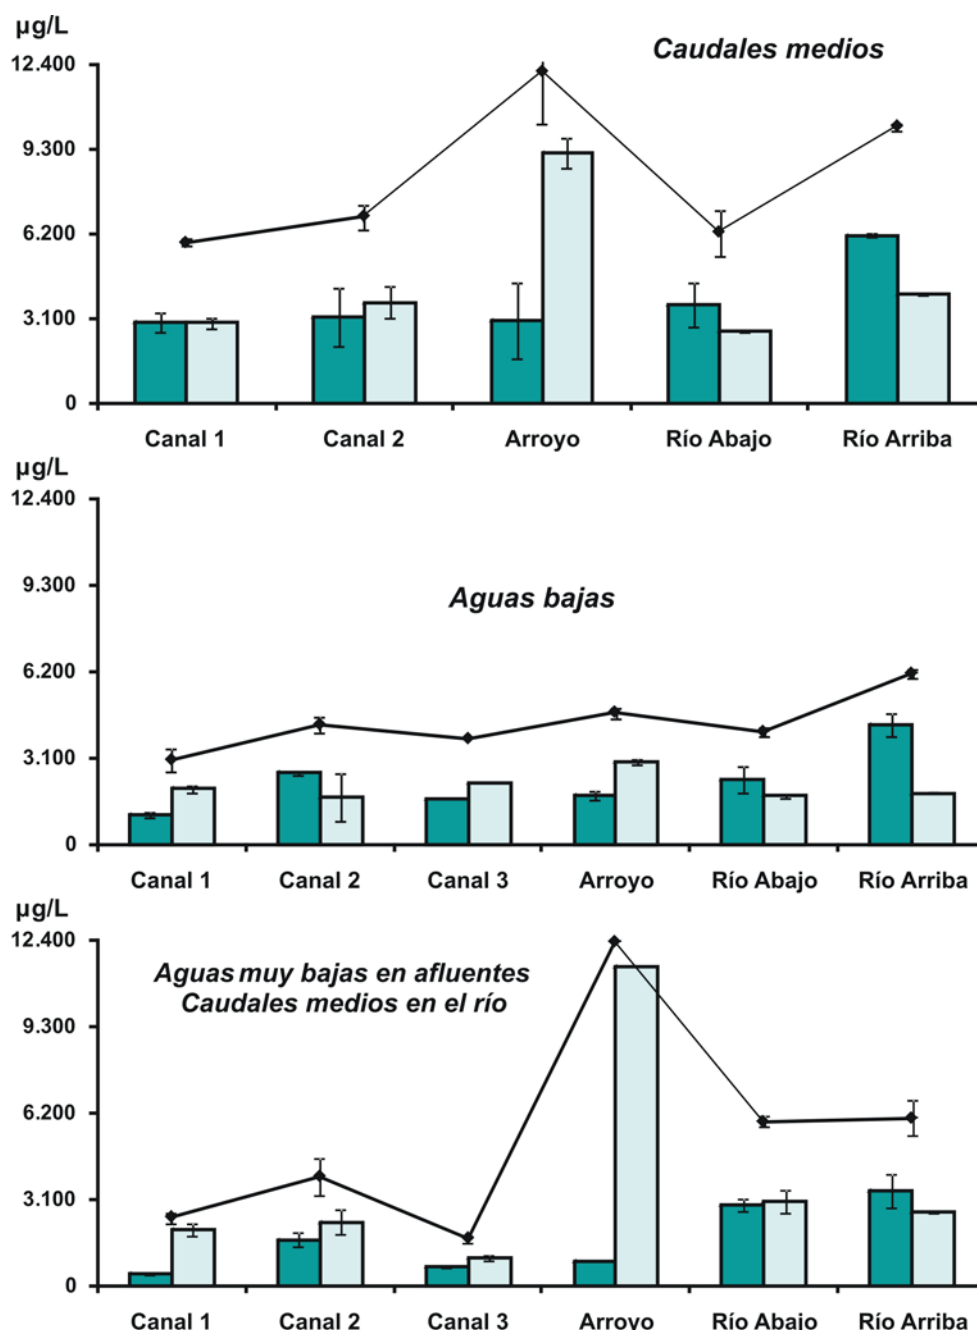 µg/L
12.400
Caudales medios
9.300
6.200
3.100
0
Canal 1 Canal 2 Arroyo Río Abajo Río Arriba
µg/L
12.400
9.300
Aguas bajas
6.200
3.100
0
Canal 1 Canal 2 Canal 3 Arroyo Río Abajo Río Arriba
µg/L
12.400
Aguas muy bajas en afluentes
Caudales medios en el río
9.300
6.200
3.100
0
Canal 1 Canal 2 Canal 3 Arroyo Río Abajo Río Arriba